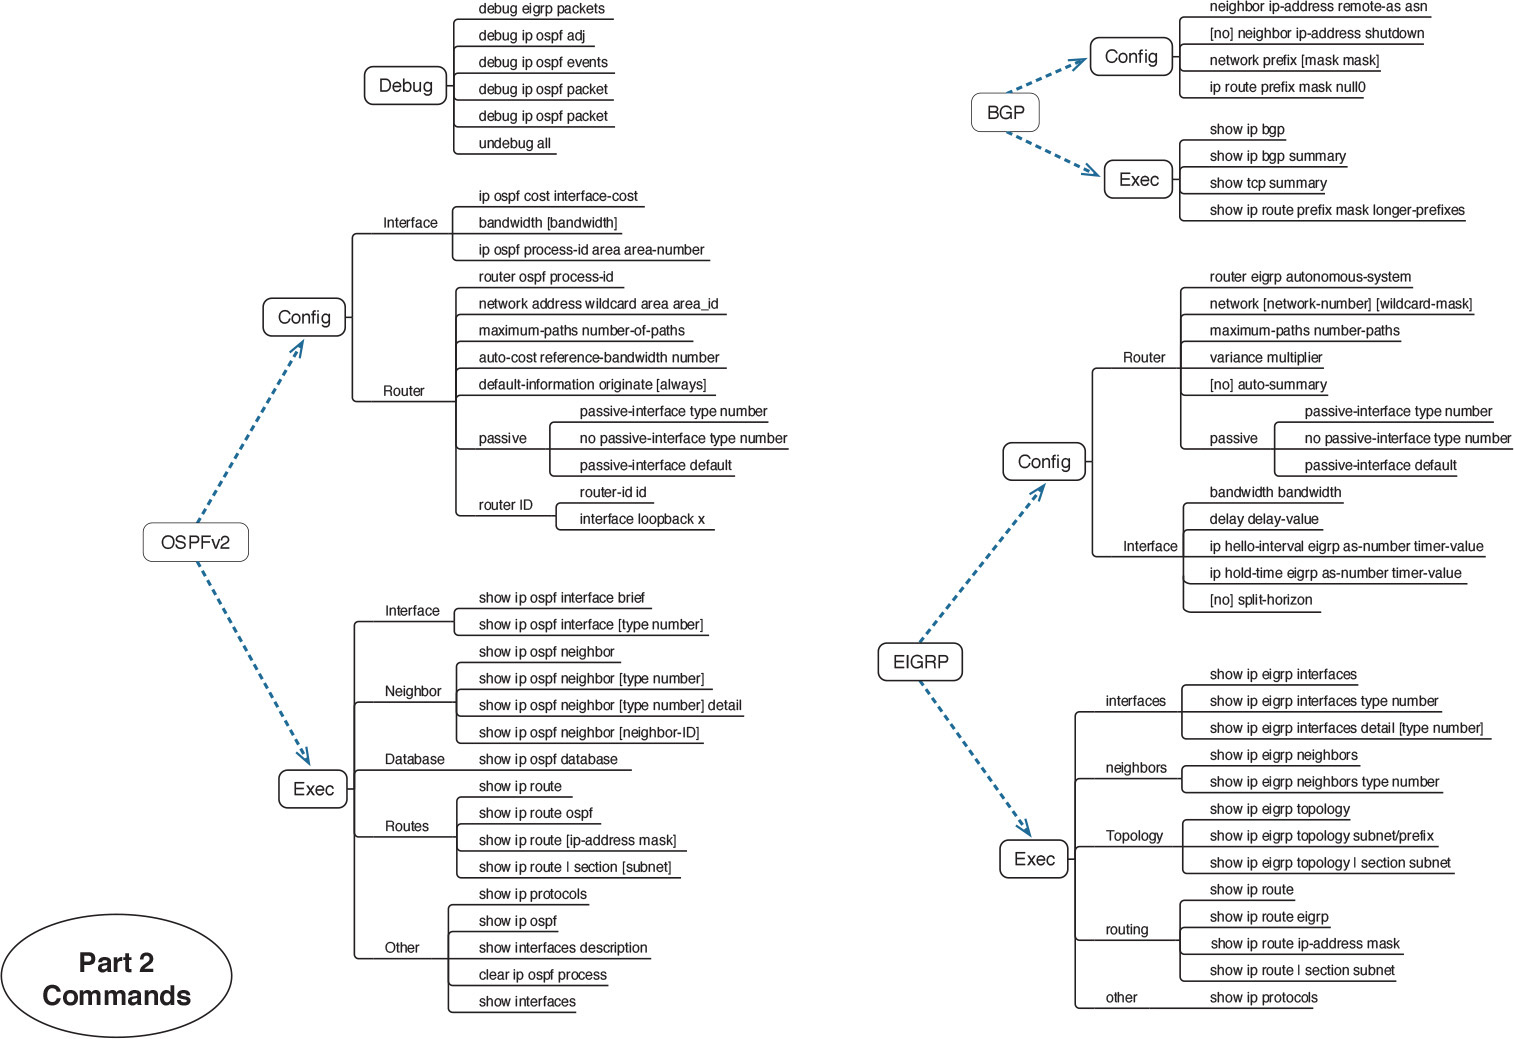 Debug
debug eigrp packets
debug ip ospf adj
debug ip ospf events
debug ip ospf packet
debug ip ospf packet
undebug all
OSPFv2
Config
Interface
ip ospf cost interface-cost
bandwidth [bandwidth]
ip ospf process-id area area-number
Router
router ospf process-id
network address wildcard area area_id
maximum-paths number-of-paths
auto-cost reference-bandwidth number
default-information originate [always]
passive
passive-interface type number
no passive-interface type number
passive-interface default
router ID
router-id id
interface loopback x
Exec
Interface
show ip ospf interface brief
show ip ospf interface [type number]
Neighbor
show ip ospf neighbor
show ip ospf neighbor [type number]
show ip ospf neighbor [type number] detail
show ip ospf neighbor [neighbor-ID]
Database
show ip ospf database
Routes
show ip route
show ip route ospf
show ip route [ip-address mask]
show ip route | section [subnet]
Other
show ip protocols
show ip ospf
show interfaces description
clear ip ospf process
show interfaces
Part 2
Commands
BGP
Config
neighbor ip-address remote-as asn
[no] neighbor ip-address shutdown
network prefix [mask mask]
ip route prefix mask null0
Exec
show ip bgp
show ip bgp summary
show tcp summary
show ip route prefix mask longer-prefixes
EIGRP
Config
Router
router eigrp autonomous-system
network [network-number] [wildcard-mask]
maximum-paths number-paths
variance multiplier
[no] auto-summary
passive
passive-interface type number
no passive-interface type number
passive-interface default
Interface
bandwidth bandwidth
delay delay-value
ip hello-interval eigrp as-number timer-value
ip hold-time eigrp as-number timer-value
[no] split-horizon
Exec
interfaces
show ip eigrp interfaces
show ip eigrp interfaces type number
show ip eigrp interfaces detail [type number]
neighbors
show ip eigrp neighbors
show ip eigrp neighbors type number
Topology
show ip eigrp topology
show ip eigrp topology subnet/prefix
show ip eigrp topology | section subnet
routing
show ip route
show ip route eigrp
show ip route ip-address mask
show ip route | section subnet
other
show ip protocols